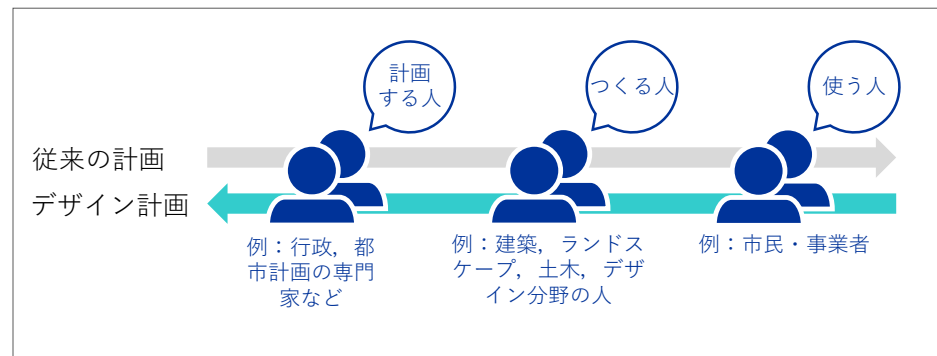 計画
する人
つくる人
使う人
従来の計画
デザイン計画
例：行政，都
市計画の専門
家など
例：建築，ランドス
ケープ，土木，デザ
イン分野の人
例：市民・事業者